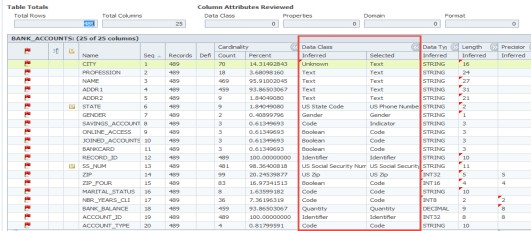 Table Totals
Column Attributes Reviewed
Total Rows Total Columns Data Class Properties Domain Format
489 25 0 0 0 0
BANK_ACCOUNTS: (25 of 25 columns)
Cardinality Data Class Data Typ Length Precision
Name Seq Records Defi Count Percent Inferred Selected Inferred Inferred Inferred
CITY 1 489 70 14.31492843 Unknown Text STRING 16
PROFESSION 2 489 18 3.68098160 Text Text STRING 24
NAME 3 489 469 95.91002045 Text Text STRING 27
ADDR1 4 489 459 93.86503067 Text Text STRING 31
ADDR2 5 489 9 1.84049080 Text Text STRING 21
STATE 6 489 9 1.84049080 US State Code US Phone Numbe STRING
GENDER 7 489 2 0.40899796 Gender Gender STRING 1
SAVINGS_ACCOUNT 8 489 3 0.61349693 Code Indicator STRING 3
ONLINE_ACCESS 9 489 3 0.61349693 Boolean Code STRING 3
JOINED_ACCOUNTS 10 489 3 0.61349693 Boolean Code STRING 3
BANKCARD 11 489 3 0.61349693 Boolean Code STRING 3
RECORD_ID 12 489 489 100.00000000 Identifier Identifier STRING 10
SS_NUM 13 489 481 98.36400818 US Social Security Num US Social Security STRING 11
ZIP 14 489 99 20.24539877 US Zip US Zip INT32 5 5
ZIP_FOUR 15 489 83 16.97341513 Boolean Code INT16 4 4
MARITAL_STATUS 16 489 8 1.63599182 Code Code STRING
NBR_YEARS_CLI 17 489 36 7.36196319 Code Code INT8 2 2
BANK_BALANCE 18 489 459 93.86503067 Quantity Quantity DECIMAL 9 8
ACCOUNT_ID 19 489 489 100.00000000 Identifier Identifier INT32 8 8
ACCOUNT_TYPE 20 489 4 0.81799591 Code Code STRING 10